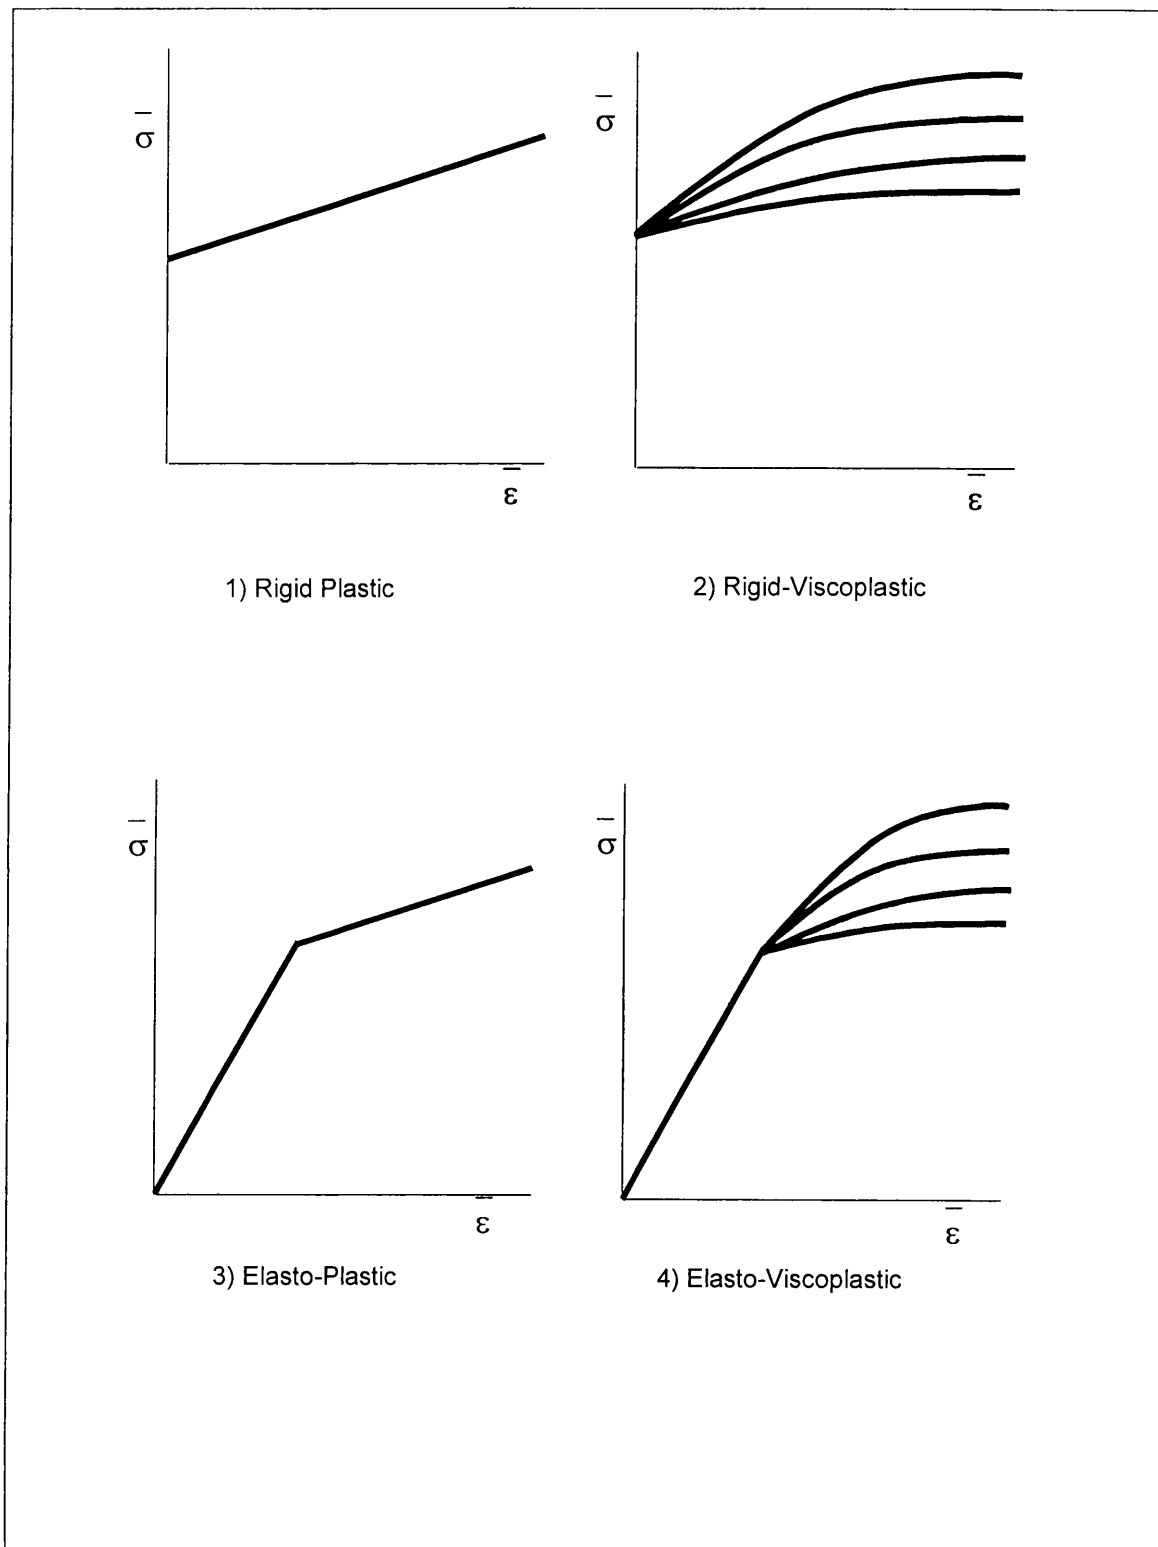 σ̄ σ̄
ε̄ ε̄
1) Rigid Plastic 2) Rigid-Viscoplastic
σ̄ σ̄
ε̄ ε̄
3) Elasto-Plastic 4) Elasto-Viscoplastic